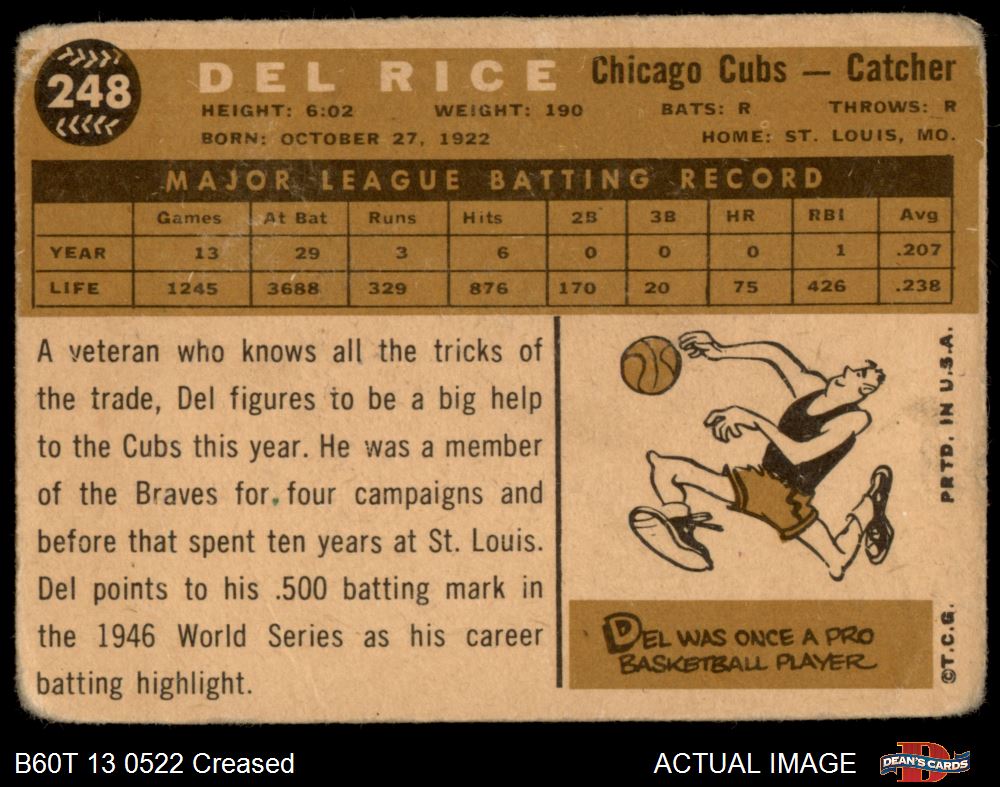 248
DEL RICE Chicago Cubs — Catcher
HEIGHT: 6:02 WEIGHT: 190 BATS: R THROWS: R
BORN: OCTOBER 27, 1922 HOME: ST. LOUIS, MO.
MAJOR LEAGUE BATTING RECORD
Games At Bat Runs Hits 2B 3B HR RBI Avg
YEAR 13 29 3 6 0 0 0 1 .207
LIFE 1245 3688 329 876 170 20 75 426 .238
A veteran who knows all the tricks of
the trade, Del figures to be a big help
to the Cubs this year. He was a member
of the Braves for four campaigns and
before that spent ten years at St. Louis.
Del points to his .500 batting mark in
the 1946 World Series as his career
batting highlight.
DEL WAS ONCE A PRO
BASKETBALL PLAYER
©T.C.G. PRTD. IN U.S.A.
B60T 13 0522 Creased ACTUAL IMAGE
DEAN'S CARDS